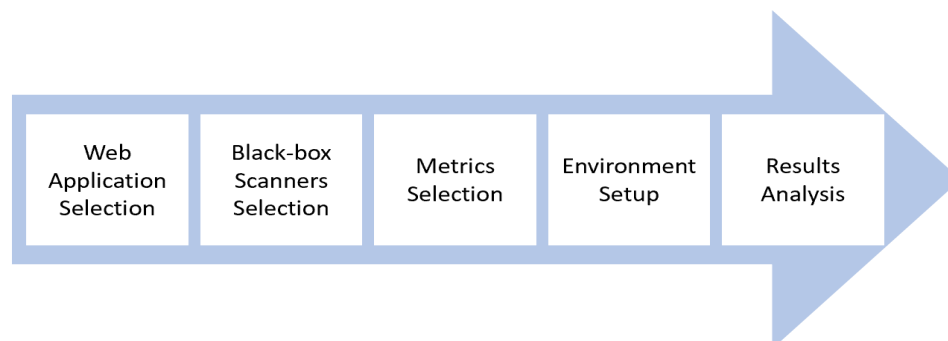 Web
Application
Selection
Black-box
Scanners
Selection
Metrics
Selection
Environment
Setup
Results
Analysis